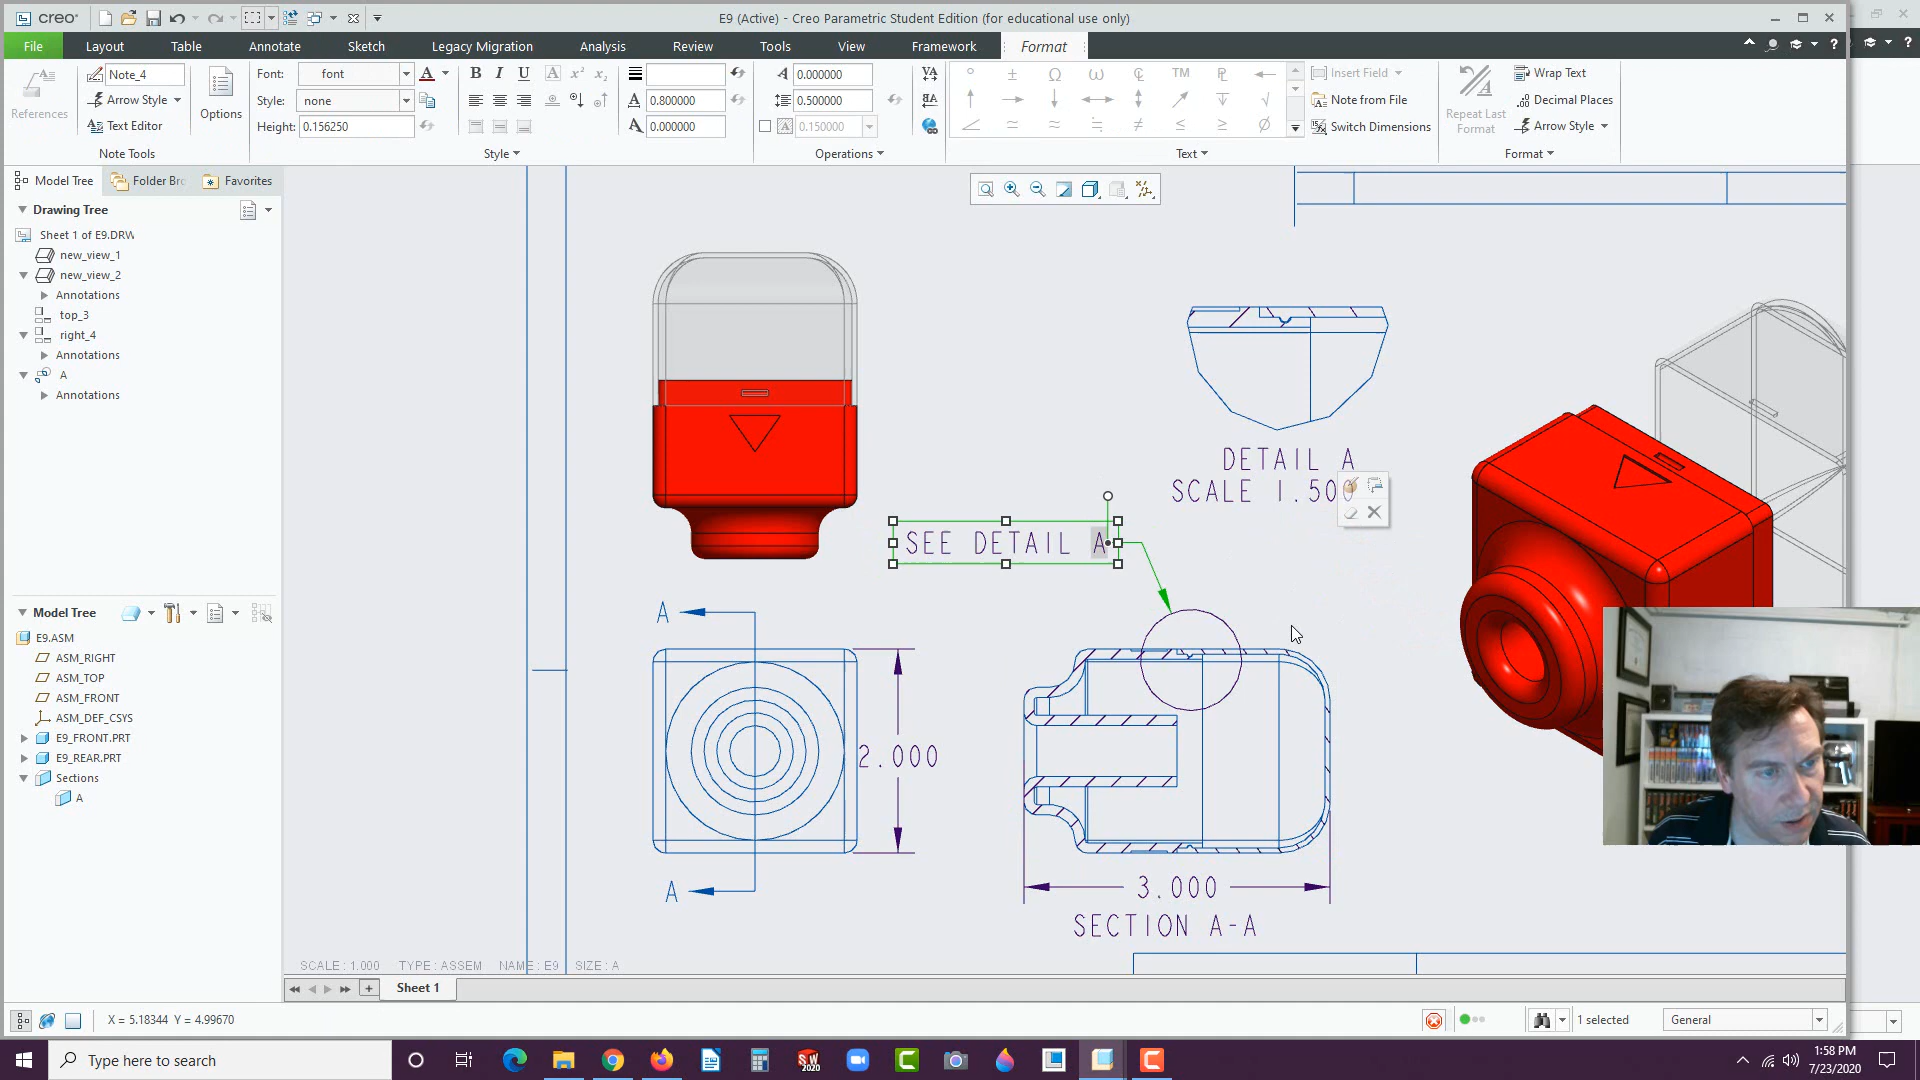 creo
E9 (Active) - Creo Parametric Student Edition (for educational use only)
File Layout Table Annotate Sketch Legacy Migration Analysis Review Tools View Framework Format
References
Note_4
Arrow Style
Text Editor
Note Tools
Options
Font: font
Style: none
Height: 0.156250
B I U
0.800000
0.000000
Style
0.000000
0.500000
0.150000
Operations
TM
Text
Insert Field
Note from File
Switch Dimensions
Repeat Last Format
Wrap Text
Decimal Places
Arrow Style
Format
Model Tree Folder Brc Favorites
Drawing Tree
Sheet 1 of E9.DRW
new_view_1
new_view_2
Annotations
top_3
right_4
Annotations
A
Annotations
Model Tree
E9.ASM
ASM_RIGHT
ASM_TOP
ASM_FRONT
ASM_DEF_CSYS
E9_FRONT.PRT
E9_REAR.PRT
Sections
A
DETAIL A
SCALE 1.500
SEE DETAIL A
A
A
2.000
3.000
SECTION A-A
SCALE : 1.000 TYPE : ASSEM NAME : E9 SIZE : A
Sheet 1
X = 5.18344 Y = 4.99670
1 selected
General
Type here to search
SW
2020
1:58 PM
7/23/2020